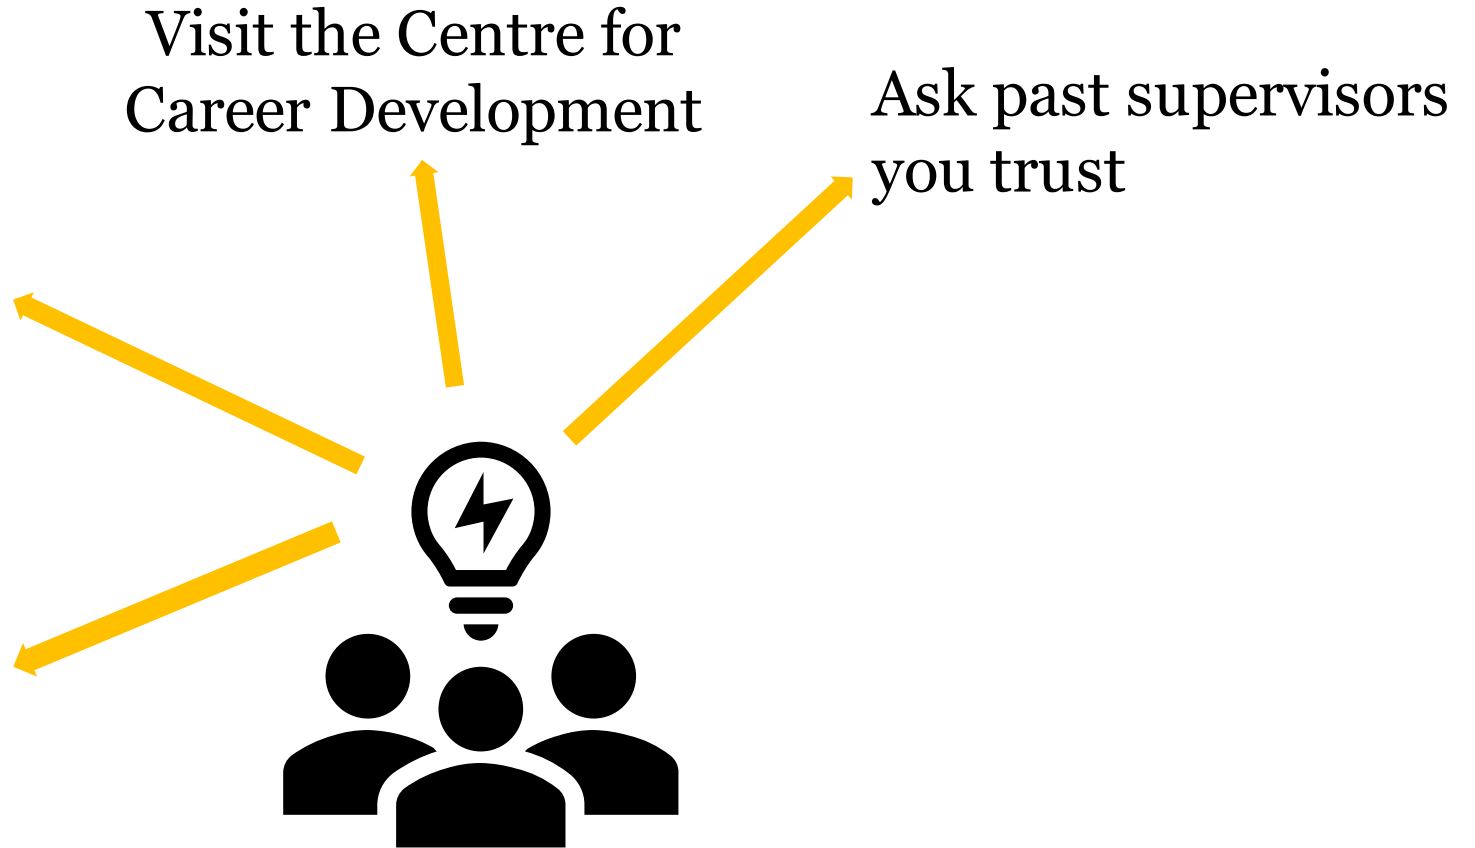 Visit the Centre for
Career Development
Ask past supervisors
you trust